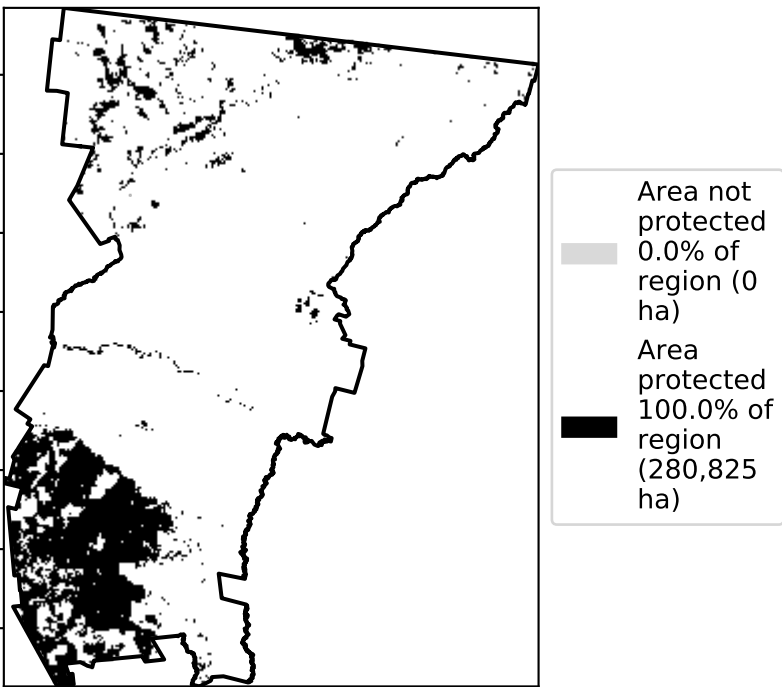 Area not
protected
0.0% of
region (0
ha)
Area
protected
100.0% of
region
(280,825
ha)